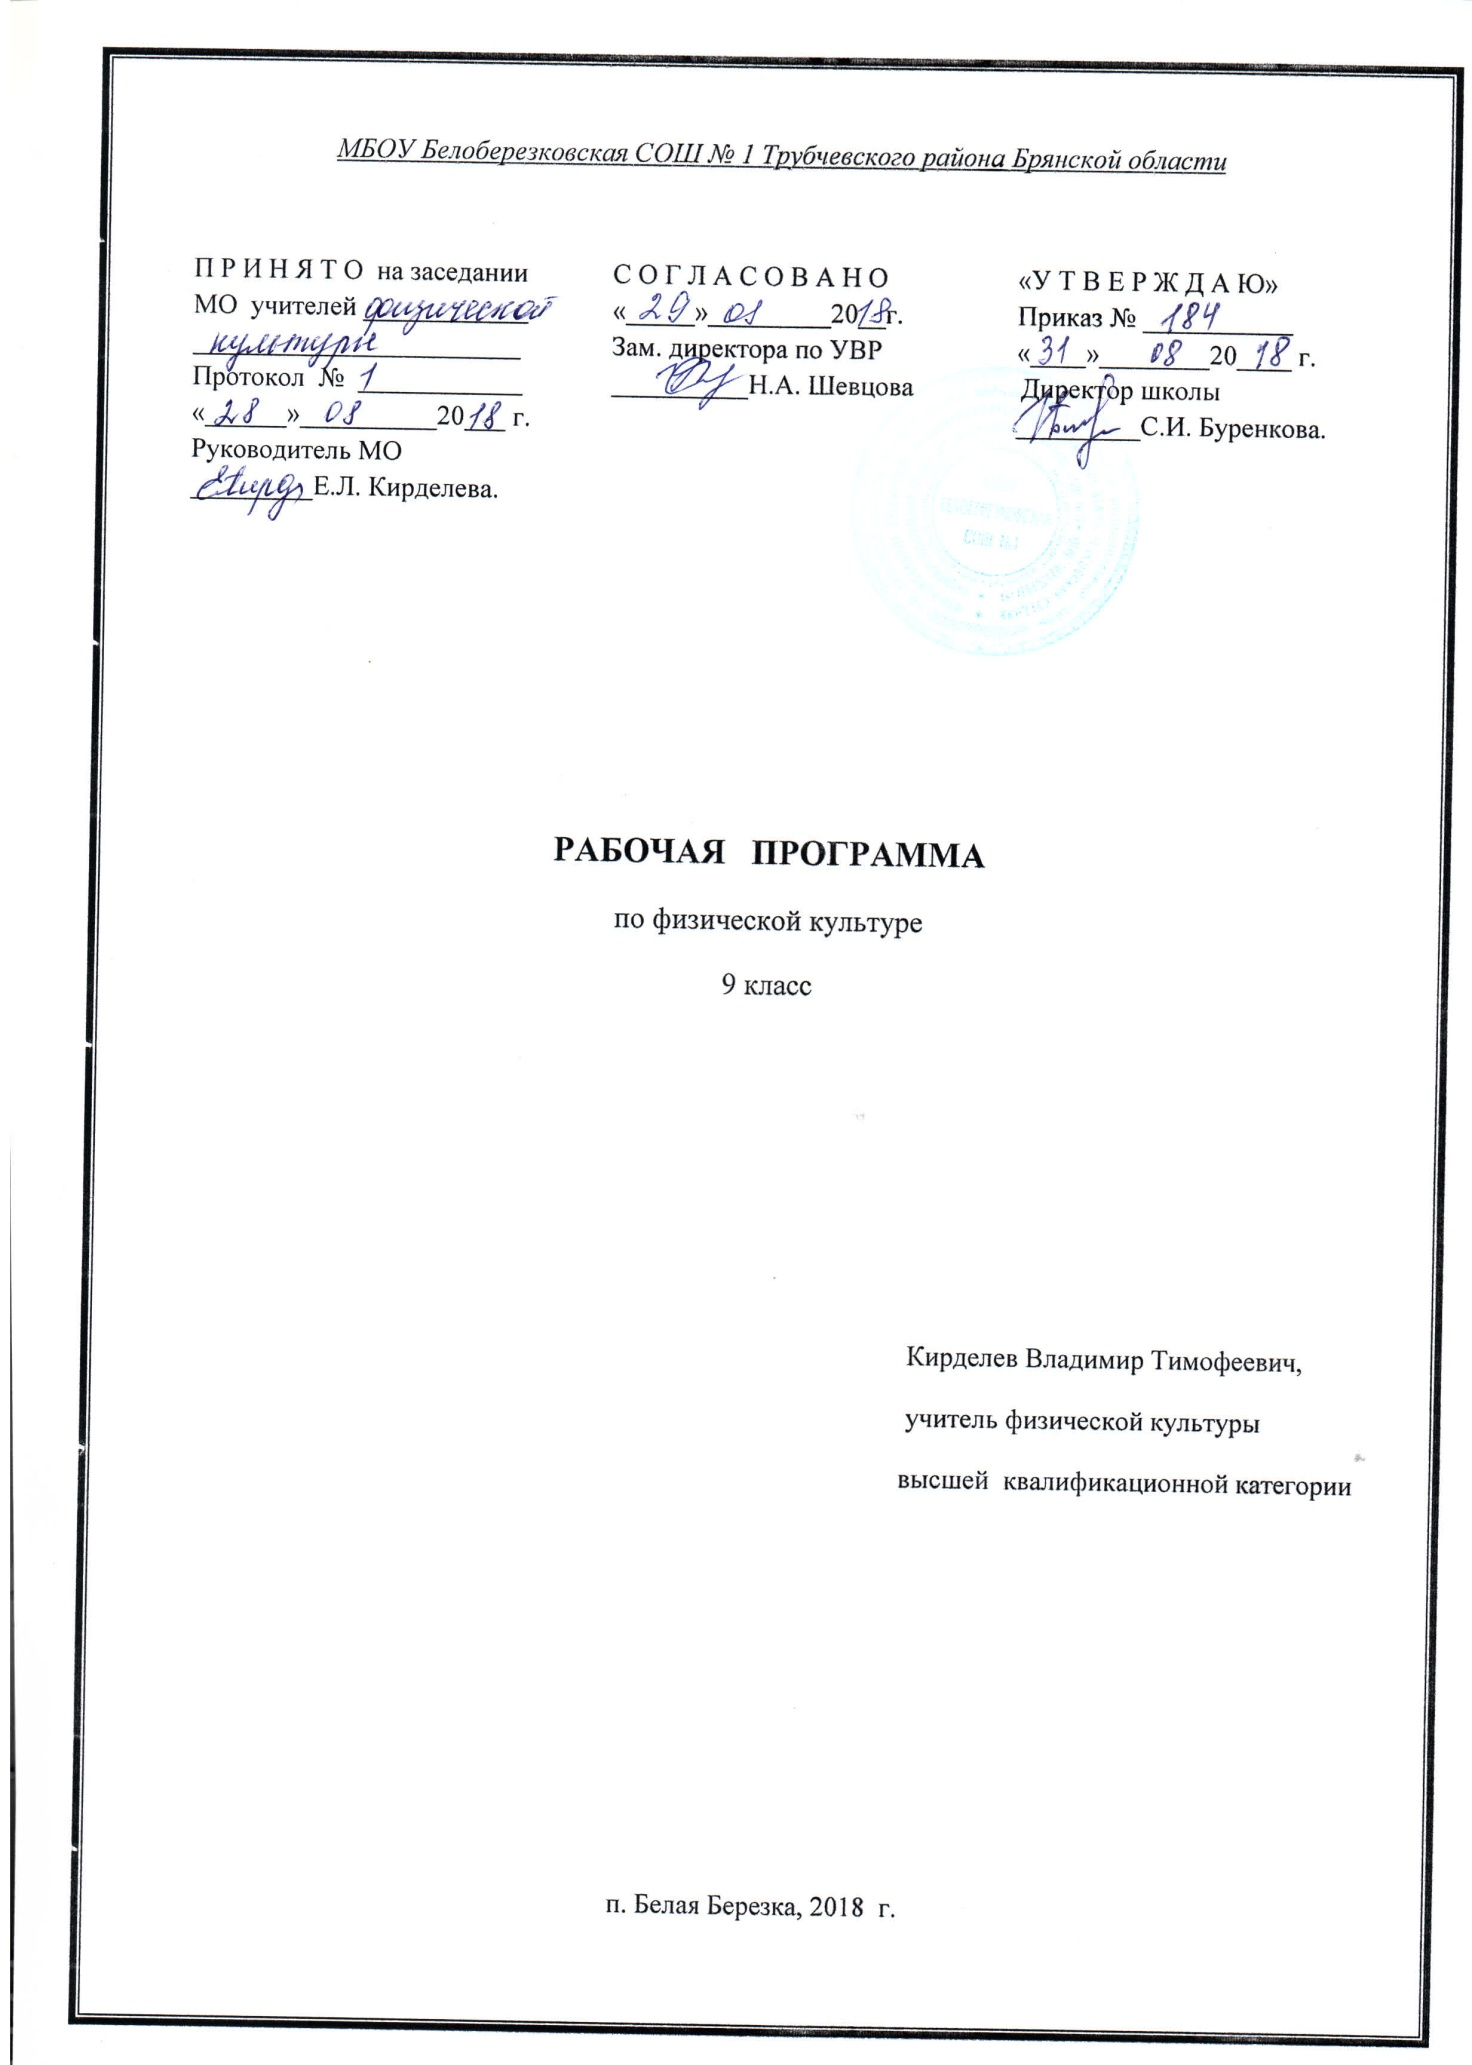 МБОУ Белоберезковская СОШ № 1 Трубчевского района Брянской области
П Р И Н Я Т О на заседании
МО учителей физической
культуры
Протокол № 1
« 28 » 08 2018 г.
Руководитель МО
Е.Л. Кирделева.
С О Г Л А С О В А Н О
« 29 » 08 2018г.
Зам. директора по УВР
Н.А. Шевцова
«У Т В Е Р Ж Д А Ю»
Приказ № 184
« 31 » 08 2018 г.
Директор школы
С.И. Буренкова.
РАБОЧАЯ ПРОГРАММА
по физической культуре
9 класс
Кирделев Владимир Тимофеевич,
учитель физической культуры
высшей квалификационной категории
п. Белая Березка, 2018 г.